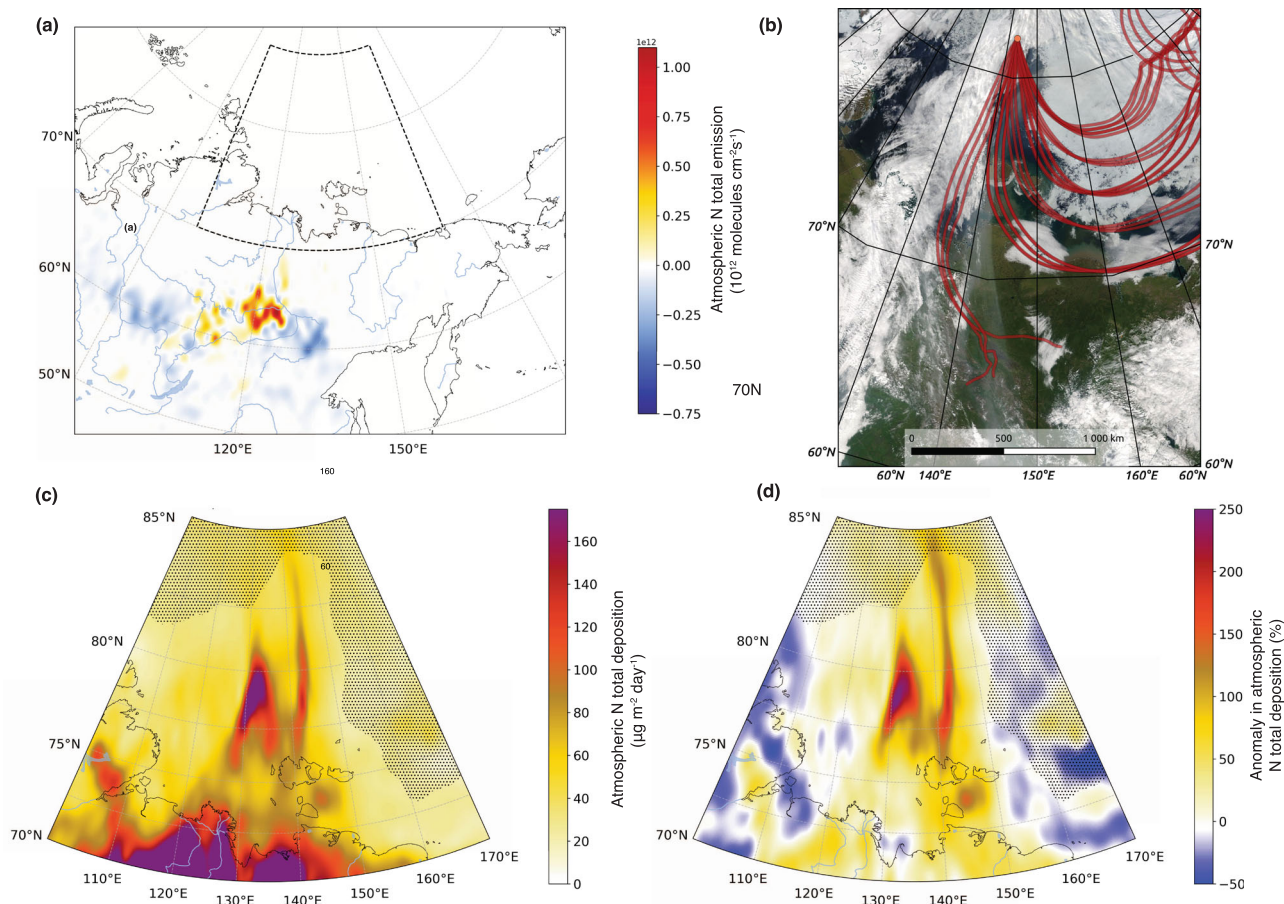 (a)
70°N
60°N
50°N
(a)
120°E
150°E
160
1e12
1.00
0.75
0.50
0.25
0.00
−0.25
−0.50
−0.75
Atmospheric N total emission
(10¹² molecules cm⁻²s⁻¹)
(b)
70°N
70°N
70N
0 500 1 000 km
60°N
60°N
60°N 140°E 150°E 160°E 60°N
(c)
85°N
80°N
75°N
70°N
60
110°E
120°E
130°E
140°E
150°E
160°E
170°E
160
140
120
100
80
60
40
20
0
Atmospheric N total deposition
(µg m⁻² day⁻¹)
(d)
85°N
80°N
75°N
70°N
110°E
120°E
130°E
140°E
150°E
160°E
170°E
250
200
150
100
50
0
−50
Anomaly in atmospheric
N total deposition (%)